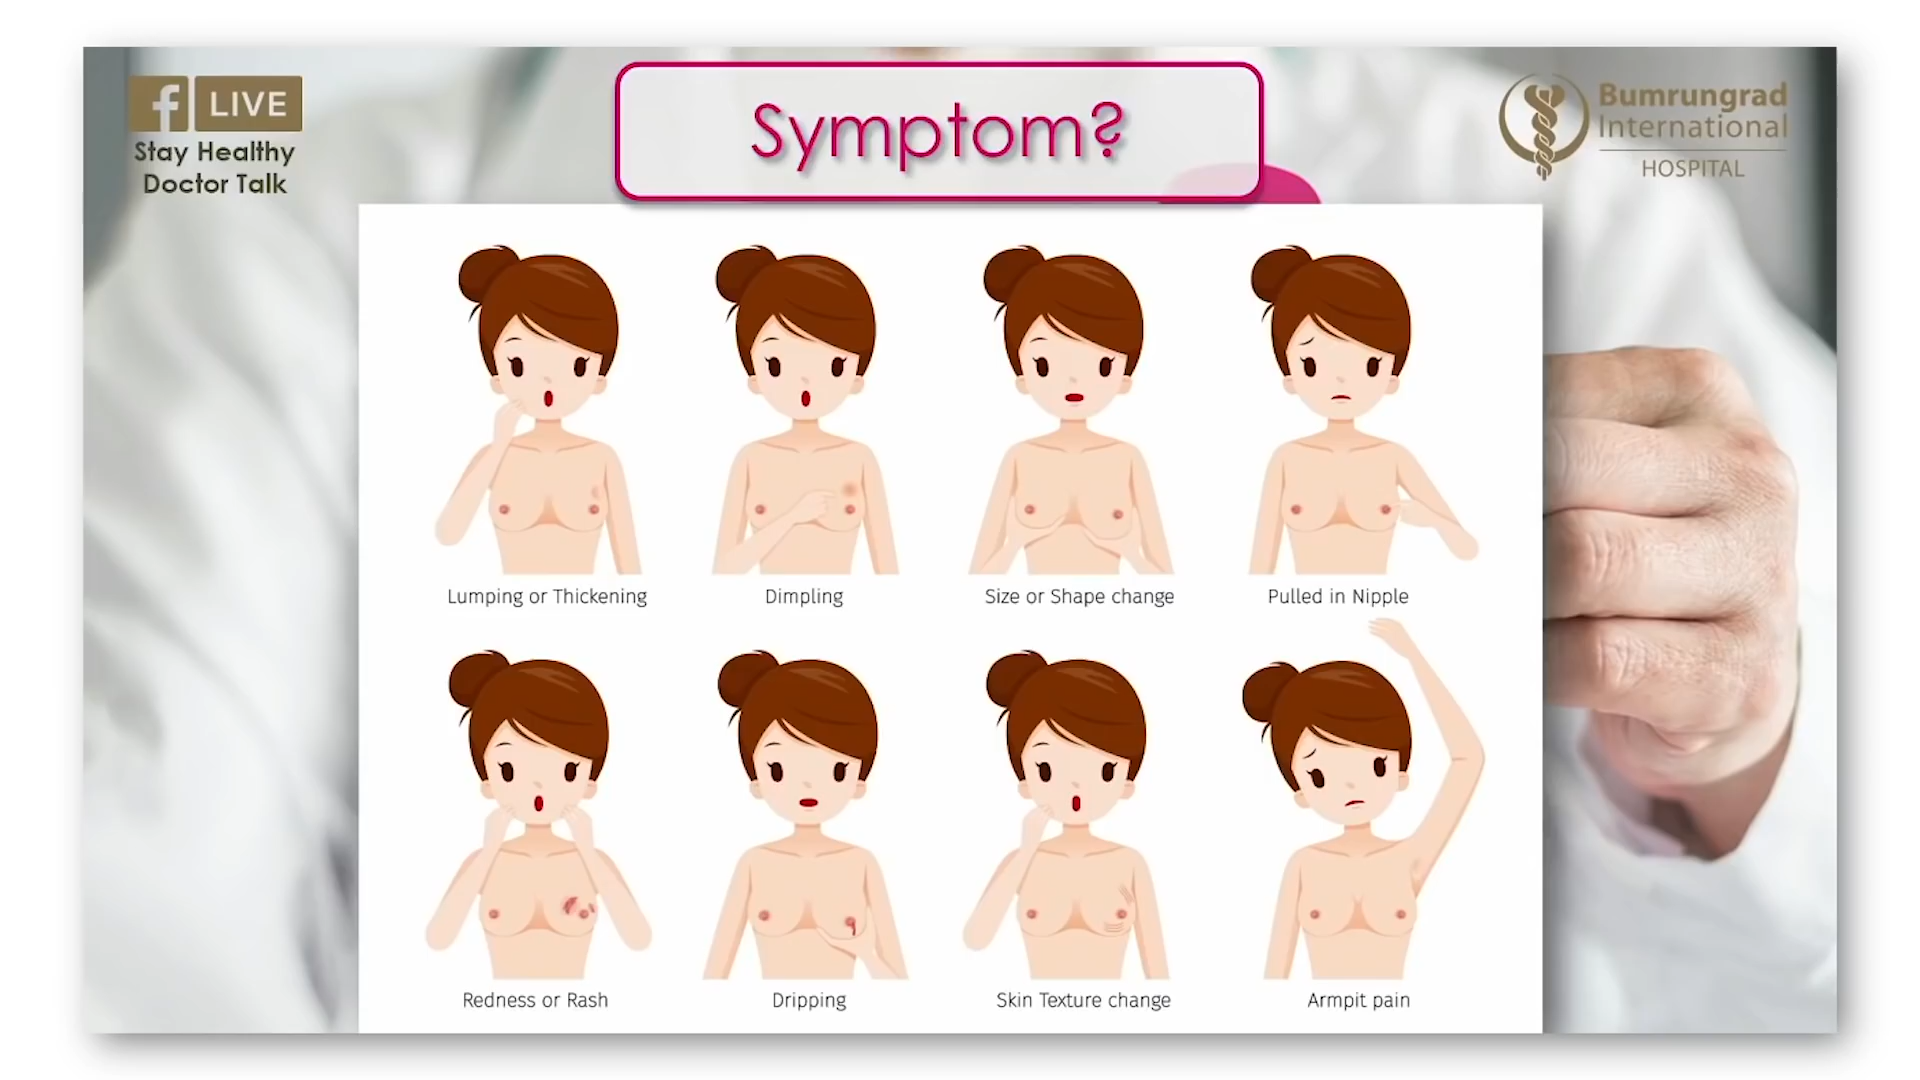 f LIVE
Stay Healthy
Doctor Talk
Symptom?
Bumrungrad
International
HOSPITAL
Lumping or Thickening
Dimpling
Size or Shape change
Pulled in Nipple
Redness or Rash
Dripping
Skin Texture change
Armpit pain